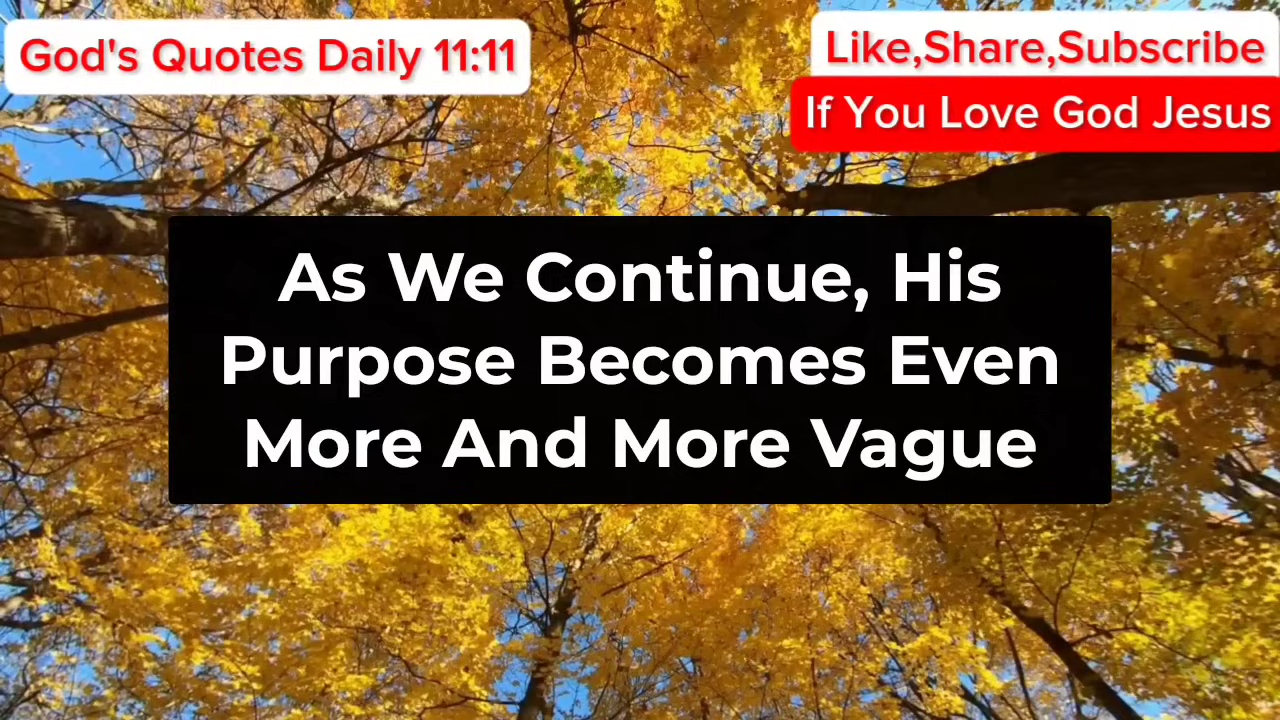 God's Quotes Daily 11:11
Like,Share,Subscribe
If You Love God Jesus
As We Continue, His
Purpose Becomes Even
More And More Vague